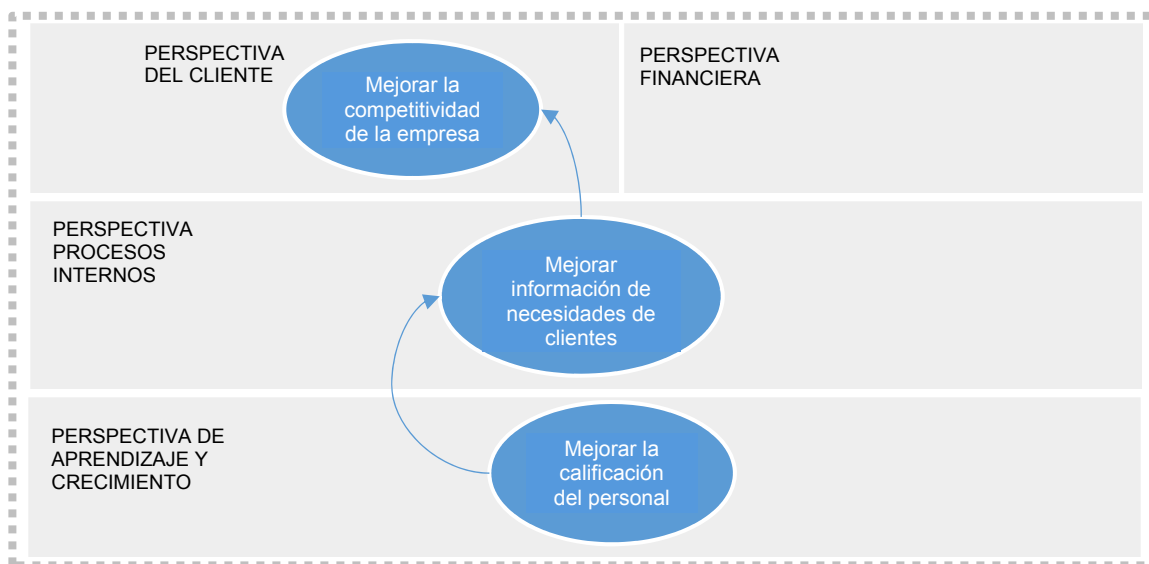 PERSPECTIVA
DEL CLIENTE
Mejorar la
competitividad
de la empresa
PERSPECTIVA
FINANCIERA
PERSPECTIVA
PROCESOS
INTERNOS
Mejorar
información de
necesidades de
clientes
PERSPECTIVA DE
APRENDIZAJE Y
CRECIMIENTO
Mejorar la
calificación
del personal